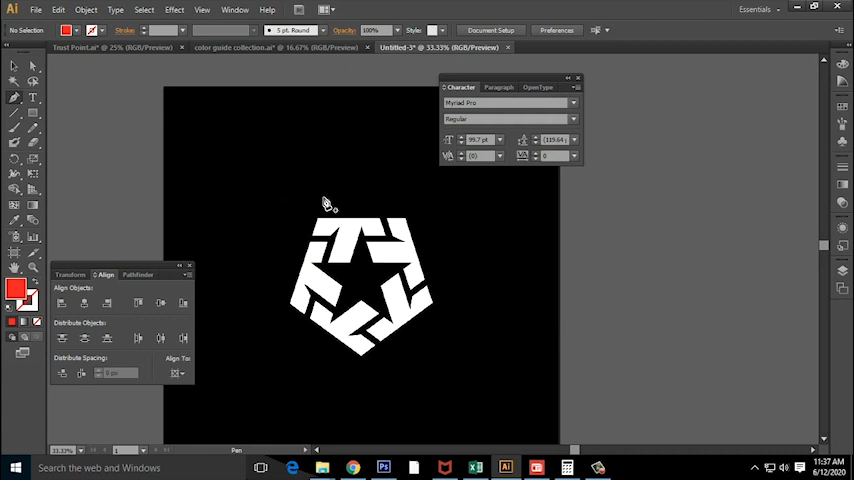 Ai File Edit Object Type Select Effect View Window Help Essentials
No Selection Stroke: 5 pt. Round Opacity: 100% Style: Document Setup Preferences
Trust Point.ai* @ 25% (RGB/Preview) × color guide collection.ai* @ 16.67% (RGB/Preview) × Untitled-3* @ 33.33% (RGB/Preview) ×
Character Paragraph OpenType
Myriad Pro
Regular
99.7 pt (119.64
(0) 0
Transform Align Pathfinder
Align Objects:
Distribute Objects:
Distribute Spacing: Align To:
0 px
33.33% 1 Pen
Search the web and Windows
11:37 AM
6/12/2020